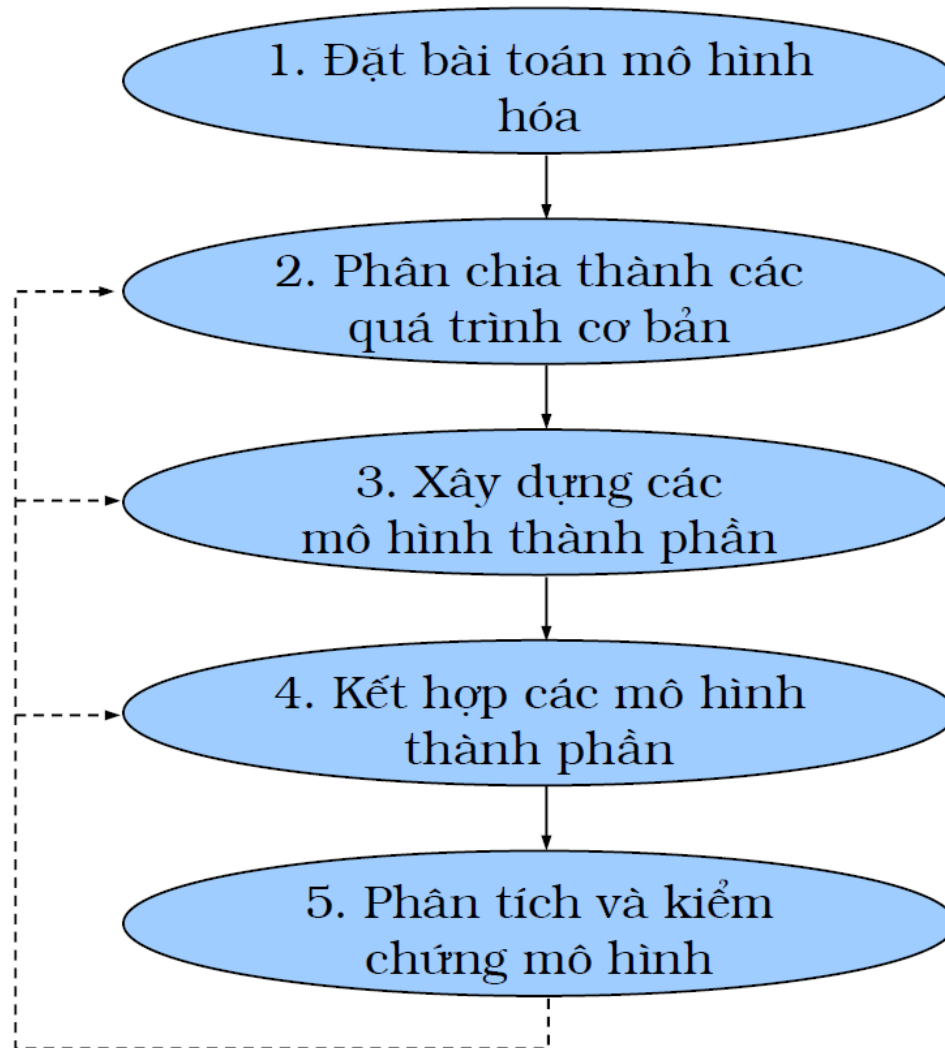 1. Đặt bài toán mô hình
hóa
2. Phân chia thành các
quá trình cơ bản
3. Xây dựng các
mô hình thành phần
4. Kết hợp các mô hình
thành phần
5. Phân tích và kiểm
chứng mô hình